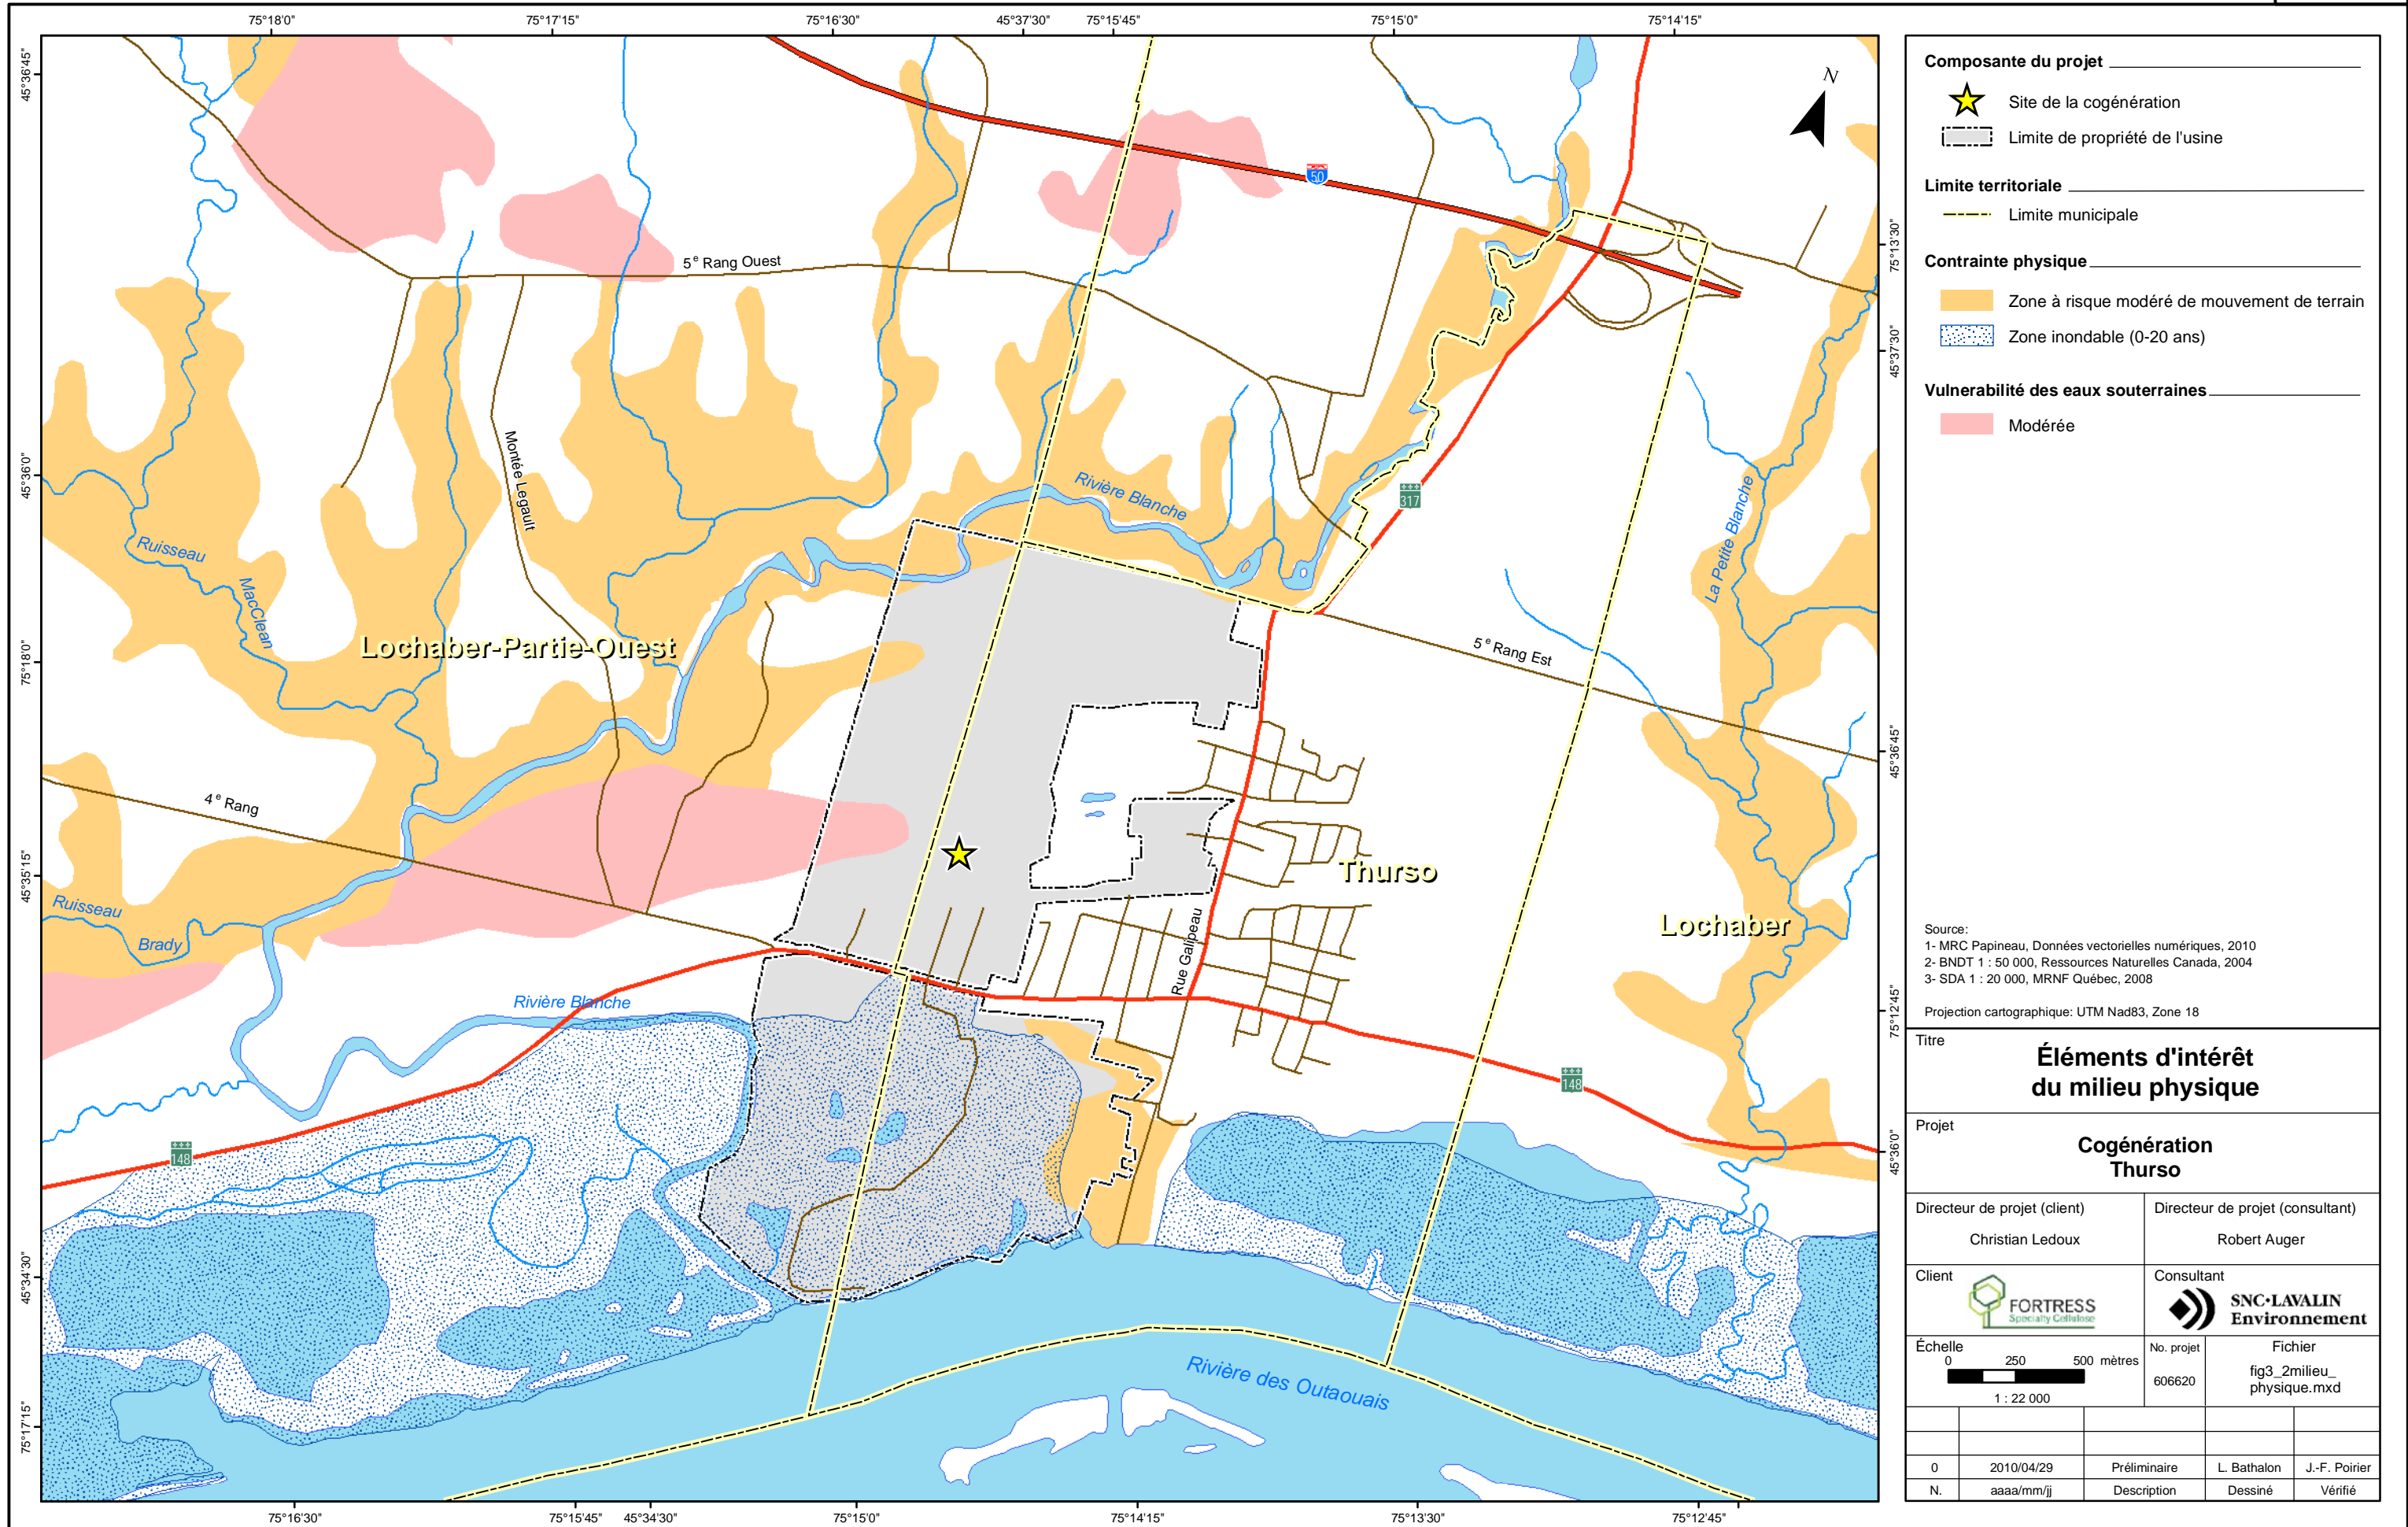 75°18'0"
75°17'15"
75°16'30"
45°37'30"
75°15'45"
75°15'0"
75°14'15"
45°36'45"
45°36'0"
75°18'0"
45°35'15"
45°34'30"
75°17'15"
75°13'30"
45°37'30"
45°36'45"
75°12'45"
45°36'0"
75°16'30"
75°15'45"
45°34'30"
75°15'0"
75°14'15"
75°13'30"
75°12'45"
N
50
5e Rang Ouest
Montée Legault
Rivière Blanche
317
La Petite Blanche
Ruisseau
MacClean
Lochaber-Partie-Ouest
5e Rang Est
4e Rang
Thurso
Lochaber
Ruisseau
Brady
Rue Galipeau
Rivière Blanche
148
148
Rivière des Outaouais
Composante du projet
Site de la cogénération
Limite de propriété de l'usine
Limite territoriale
Limite municipale
Contrainte physique
Zone à risque modéré de mouvement de terrain
Zone inondable (0-20 ans)
Vulnérabilité des eaux souterraines
Modérée
Source:
1- MRC Papineau, Données vectorielles numériques, 2010
2- BNDT 1 : 50 000, Ressources Naturelles Canada, 2004
3- SDA 1 : 20 000, MRNF Québec, 2008
Projection cartographique: UTM Nad83, Zone 18
Titre
Éléments d'intérêt
du milieu physique
Projet
Cogénération
Thurso
Directeur de projet (client)
Christian Ledoux
Directeur de projet (consultant)
Robert Auger
Client
FORTRESS
Specialty Cellulose
Consultant
SNC•LAVALIN
Environnement
Échelle
0 250 500 mètres
1 : 22 000
No. projet
606620
Fichier
fig3_2milieu_
physique.mxd
0 2010/04/29 Préliminaire L. Bathalon J.-F. Poirier
N. aaaa/mm/jj Description Dessiné Vérifié